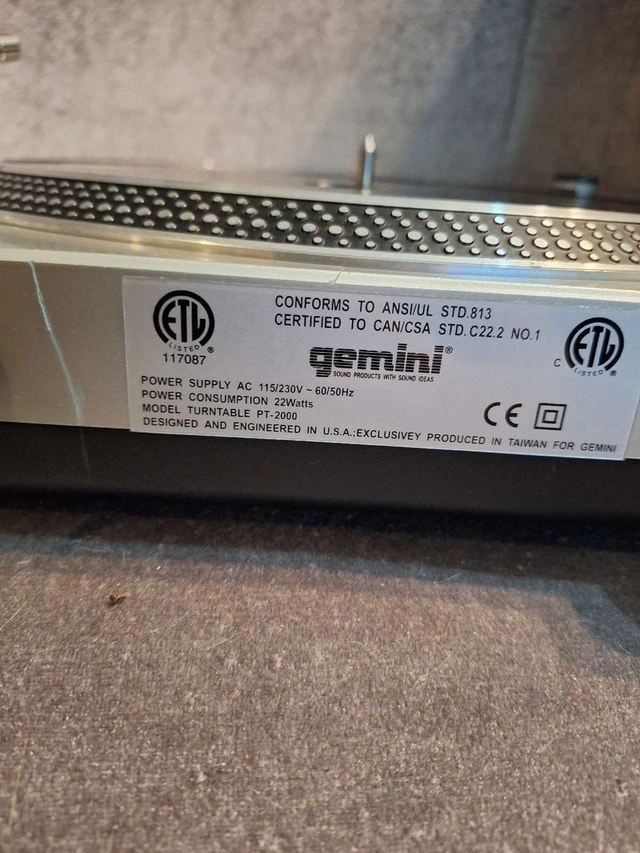 CONFORMS TO ANSI/UL STD.813
CERTIFIED TO CAN/CSA STD.C22.2 NO.1
ETL
LISTED ®
117087
gemini®
SOUND PRODUCTS WITH SOUND IDEAS
C ETL
LISTED ®
POWER SUPPLY AC 115/230V ~ 60/50Hz
POWER CONSUMPTION 22Watts
MODEL TURNTABLE PT-2000
CE
DESIGNED AND ENGINEERED IN U.S.A.:EXCLUSIVEY PRODUCED IN TAIWAN FOR GEMINI